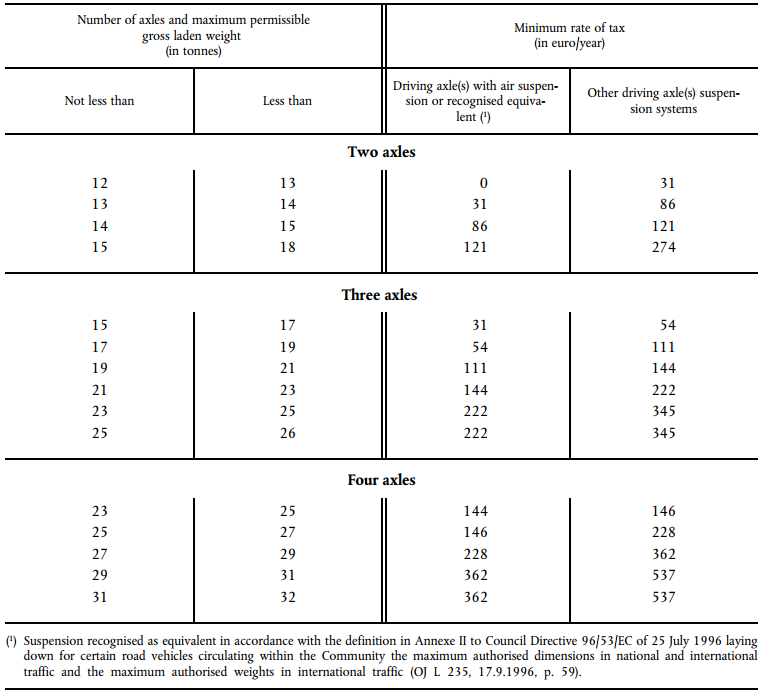 Number of axles and maximum permissible
gross laden weight
(in tonnes)
Minimum rate of tax
(in euro/year)
Not less than
Less than
Driving axle(s) with air suspen-
sion or recognised equiva-
lent (¹)
Other driving axle(s) suspen-
sion systems
Two axles
12 13 0 31
13 14 31 86
14 15 86 121
15 18 121 274
Three axles
15 17 31 54
17 19 54 111
19 21 111 144
21 23 144 222
23 25 222 345
25 26 222 345
Four axles
23 25 144 146
25 27 146 228
27 29 228 362
29 31 362 537
31 32 362 537
(¹) Suspension recognised as equivalent in accordance with the definition in Annexe II to Council Directive 96/53/EC of 25 July 1996 laying
down for certain road vehicles circulating within the Community the maximum authorised dimensions in national and international
traffic and the maximum authorised weights in international traffic (OJ L 235, 17.9.1996, p. 59).